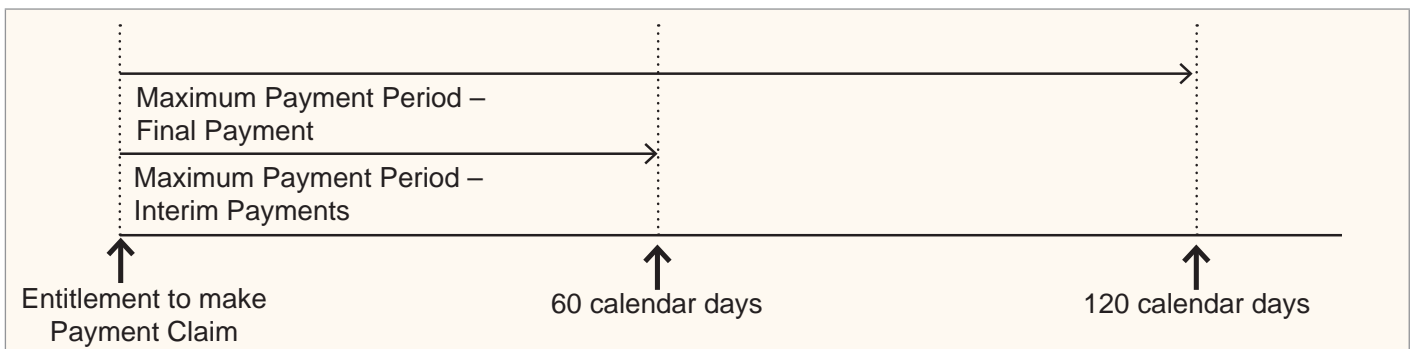 Maximum Payment Period –
Final Payment
Maximum Payment Period –
Interim Payments
Entitlement to make
Payment Claim
60 calendar days
120 calendar days